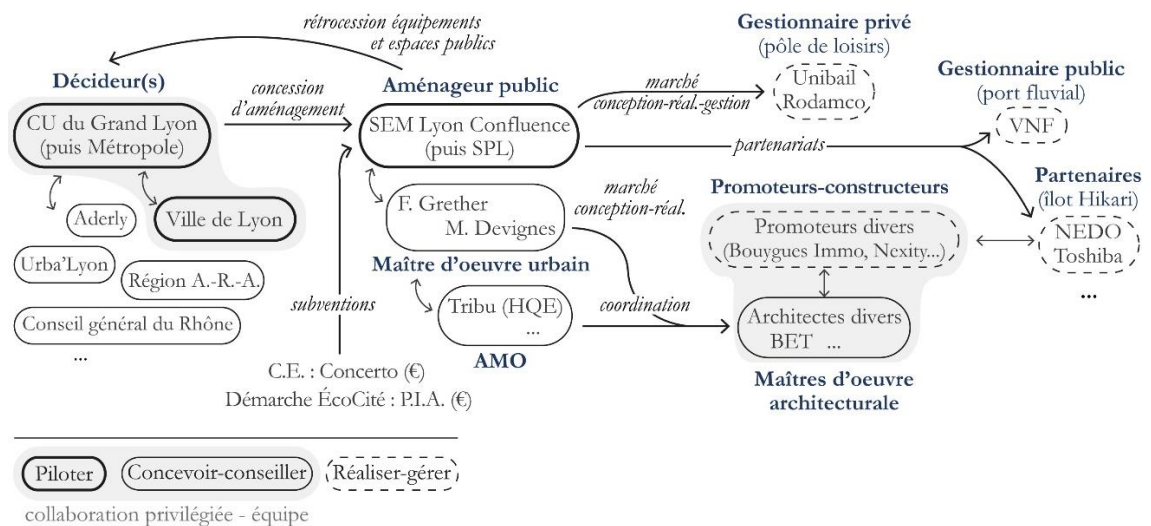 rétrocession équipements
et espaces publics
Décideur(s)
CU du Grand Lyon
(puis Métropole)
Aderly
Ville de Lyon
Urba'Lyon
Région A.-R.-A.
Conseil général du Rhône
...
concession
d'aménagement
Aménageur public
SEM Lyon Confluence
(puis SPL)
F. Grether
M. Devignes
Maître d'oeuvre urbain
Tribu (HQE)
...
AMO
subventions
C.E. : Concerto (€)
Démarche ÉcoCité : P.I.A. (€)
marché
conception-réal.-gestion
Gestionnaire privé
(pôle de loisirs)
Unibail
Rodamco
partenariats
Gestionnaire public
(port fluvial)
VNF
marché
conception-réal.
coordination
Promoteurs-constructeurs
Promoteurs divers
(Bouygues Immo, Nexity...)
Architectes divers
BET ...
Maîtres d'oeuvre
architecturale
Partenaires
(îlot Hikari)
NEDO
Toshiba
...
Piloter
Concevoir-conseiller
Réaliser-gérer
collaboration privilégiée - équipe